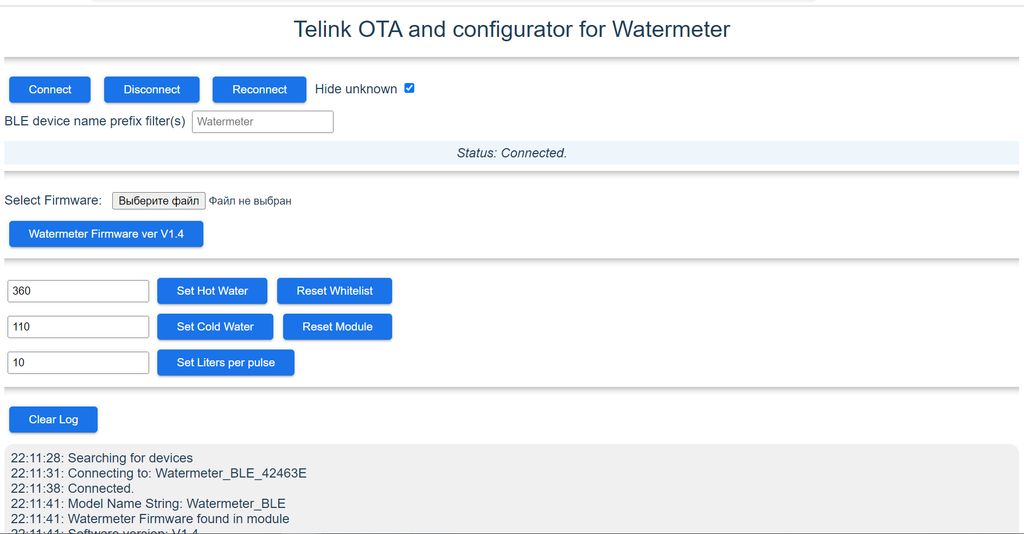 Telink OTA and configurator for Watermeter
Connect Disconnect Reconnect Hide unknown
BLE device name prefix filter(s) Watermeter
Status: Connected.
Select Firmware: Выберите файл Файл не выбран
Watermeter Firmware ver V1.4
360 Set Hot Water Reset Whitelist
110 Set Cold Water Reset Module
10 Set Liters per pulse
Clear Log
22:11:28: Searching for devices
22:11:31: Connecting to: Watermeter_BLE_42463E
22:11:38: Connected.
22:11:41: Model Name String: Watermeter_BLE
22:11:41: Watermeter Firmware found in module
22:11:41: Software version: V1.4